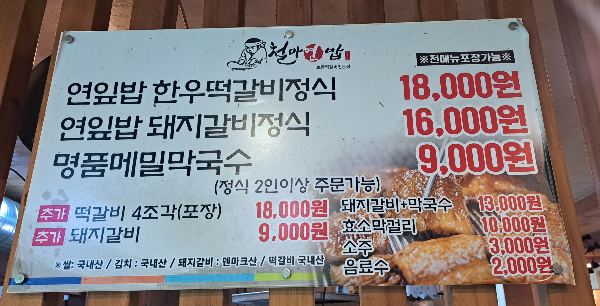 천마연밥
※전메뉴포장가능※
연잎밥 한우떡갈비정식 18,000원
연잎밥 돼지갈비정식 16,000원
명품메밀막국수 9,000원
(정식 2인이상 주문가능)
추가 떡갈비 4조각(포장) 18,000원
추가 돼지갈비 9,000원
돼지갈비+막국수 13,000원
효소막걸리 10,000원
소주 3,000원
음료수 2,000원
※쌀: 국내산 / 김치 : 국내산 / 돼지갈비 : 덴마크산 / 떡갈비 국내산